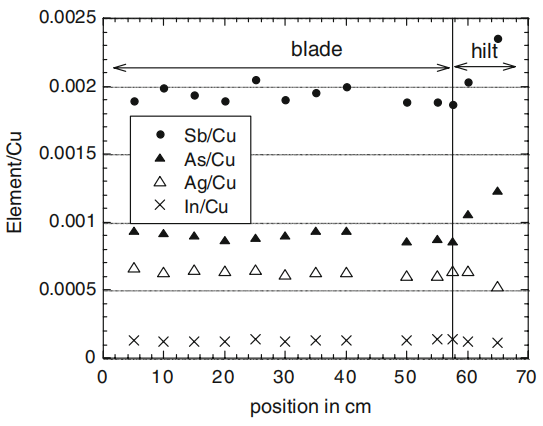 0.0025
blade
hilt
0.002
0.0015
Sb/Cu
As/Cu
Ag/Cu
In/Cu
Element/Cu
0.001
0.0005
0
0 10 20 30 40 50 60 70
position in cm